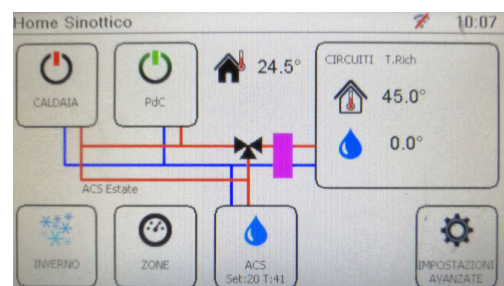 Home Sinottico
10:07
CALDAIA
PdC
24.5°
CIRCUITI T.Rich
45.0°
0.0°
ACS Estate
INVERNO
ZONE
ACS
Set:20 T:41
IMPOSTAZIONI
AVANZATE